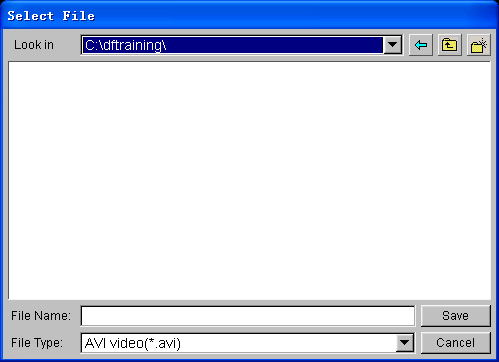 Select File
Look in C:\dftraining\
File Name: Save
File Type: AVI video(*.avi) Cancel